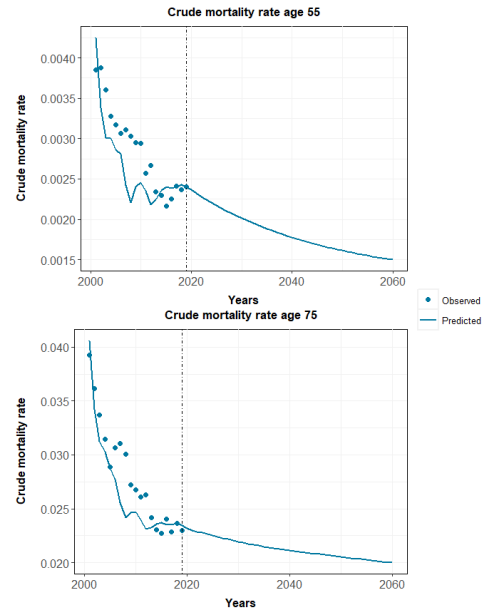 Crude mortality rate age 55
Crude mortality rate
0.0040
0.0035
0.0030
0.0025
0.0020
0.0015
2000
2020
2040
2060
Years
Observed
Predicted
Crude mortality rate age 75
Crude mortality rate
0.040
0.035
0.030
0.025
0.020
2000
2020
2040
2060
Years